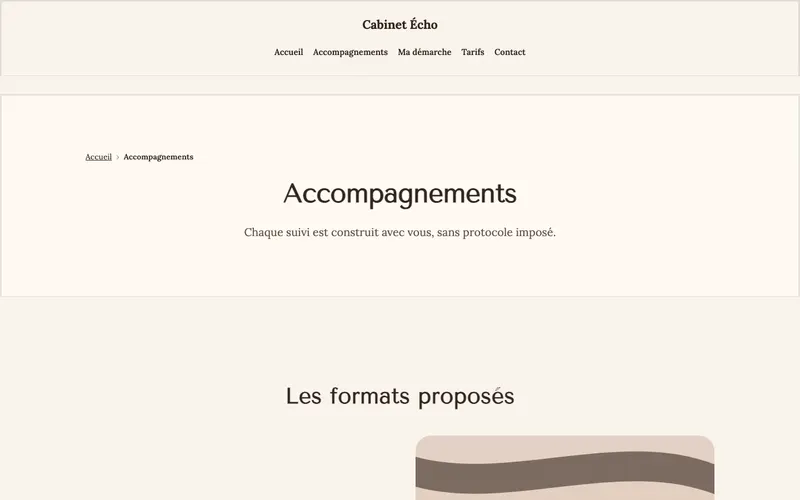 Cabinet Écho
Accueil Accompagnements Ma démarche Tarifs Contact
Accueil › Accompagnements
Accompagnements
Chaque suivi est construit avec vous, sans protocole imposé.
Les formats proposés